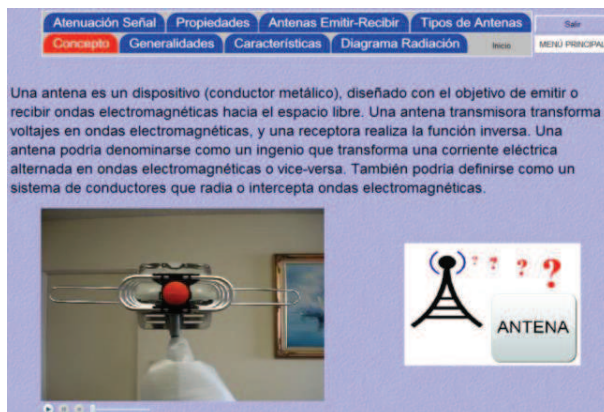 Atenuación Señal Propiedades Antenas Emitir-Recibir Tipos de Antenas Salir
Concepto Generalidades Características Diagrama Radiación Inicio MENÚ PRINCIPAL
Una antena es un dispositivo (conductor metálico), diseñado con el objetivo de emitir o
recibir ondas electromagnéticas hacia el espacio libre. Una antena transmisora transforma
voltajes en ondas electromagnéticas, y una receptora realiza la función inversa. Una
antena podría denominarse como un ingenio que transforma una corriente eléctrica
alternada en ondas electromagnéticas o vice-versa. También podría definirse como un
sistema de conductores que radia o intercepta ondas electromagnéticas.
? ? ? ?
ANTENA